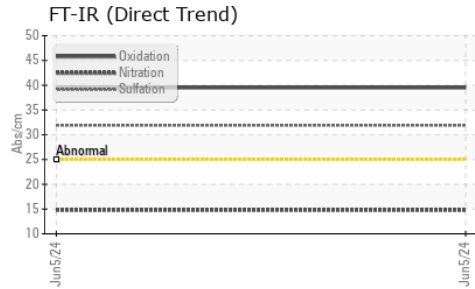 FT-IR (Direct Trend)
50
45
40
35
30
25
20
15
10
Abs/cm
Oxidation
Nitration
Sulfation
Abnormal
Jun5/24
Jun5/24